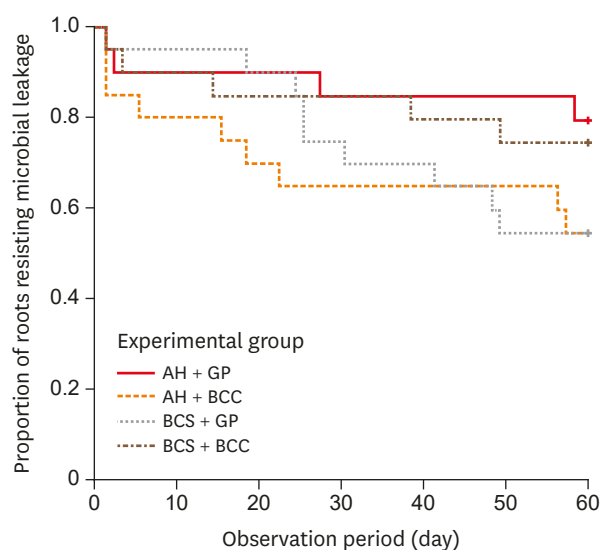 Proportion of roots resisting microbial leakage
1.0
0.8
0.6
0.4
0.2
0
Experimental group
AH + GP
AH + BCC
BCS + GP
BCS + BCC
0 10 20 30 40 50 60
Observation period (day)